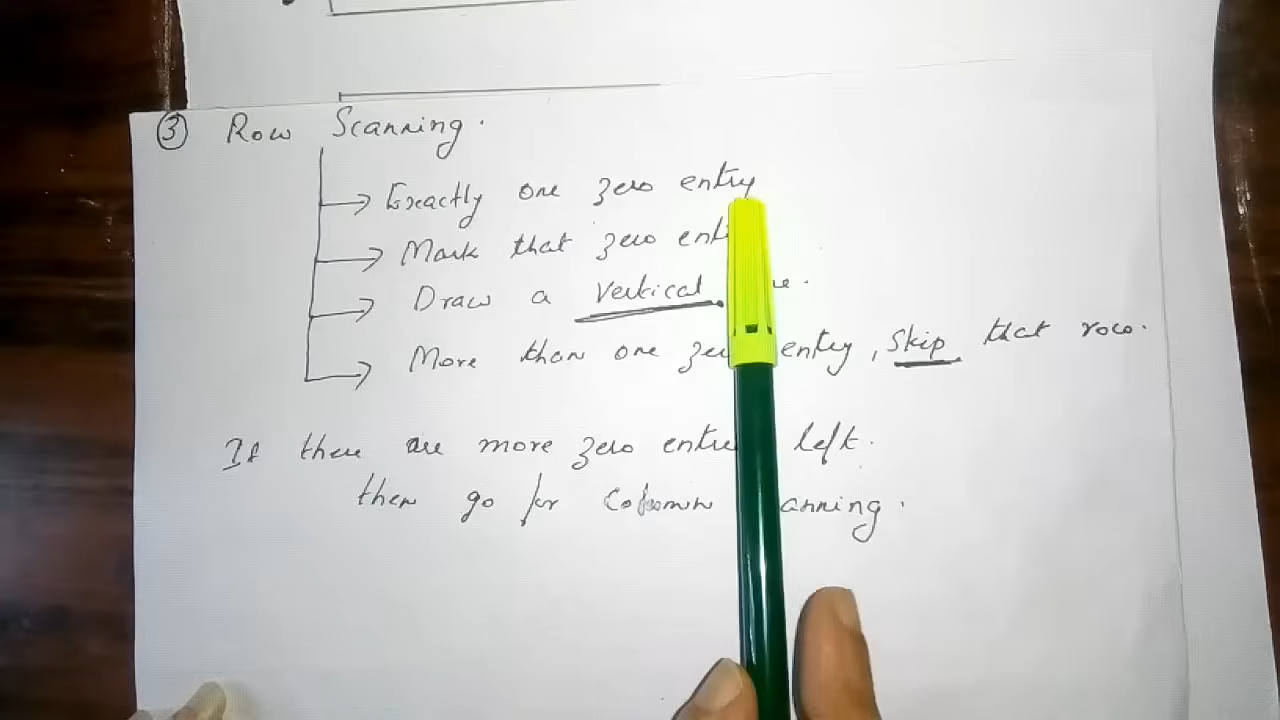 ③ Row Scanning.
Exactly one zero entry
Mark that zero
Draw a Vertical
More than one entry, Skip that row.
If there are more zero left.
then go for Column